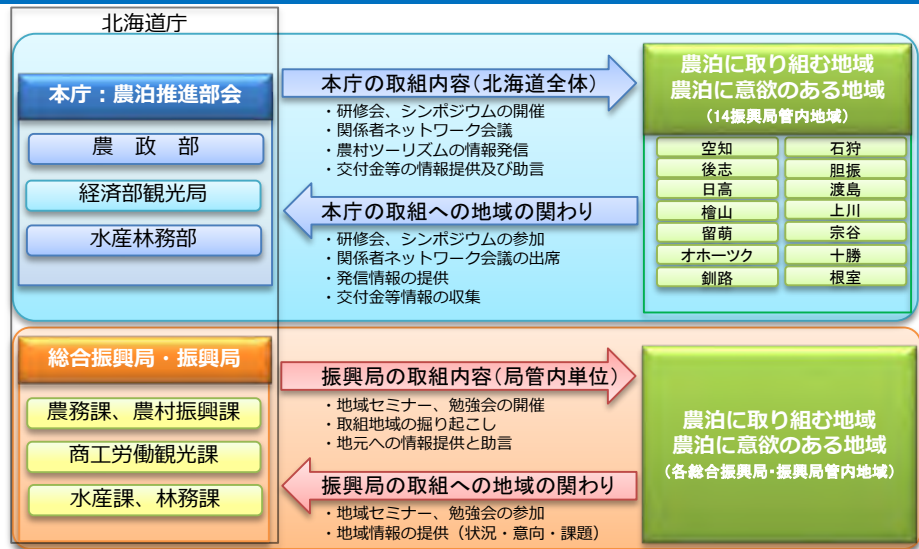 北海道庁
本庁：農泊推進部会
農　政　部
経済部観光局
水産林務部
本庁の取組内容（北海道全体）
・研修会、シンポジウムの開催
・関係者ネットワーク会議
・農村ツーリズムの情報発信
・交付金等の情報提供及び助言
本庁の取組への地域の関わり
・研修会、シンポジウムの参加
・関係者ネットワーク会議の出席
・発信情報の提供
・交付金等情報の収集
農泊に取り組む地域
農泊に意欲のある地域
（14振興局管内地域）
空知　石狩
後志　胆振
日高　渡島
檜山　上川
留萌　宗谷
オホーツク　十勝
釧路　根室
総合振興局・振興局
農務課、農村振興課
商工労働観光課
水産課、林務課
振興局の取組内容（局管内単位）
・地域セミナー、勉強会の開催
・取組地域の掘り起こし
・地元への情報提供と助言
振興局の取組への地域の関わり
・地域セミナー、勉強会の参加
・地域情報の提供（状況・意向・課題）
農泊に取り組む地域
農泊に意欲のある地域
（各総合振興局・振興局管内地域）